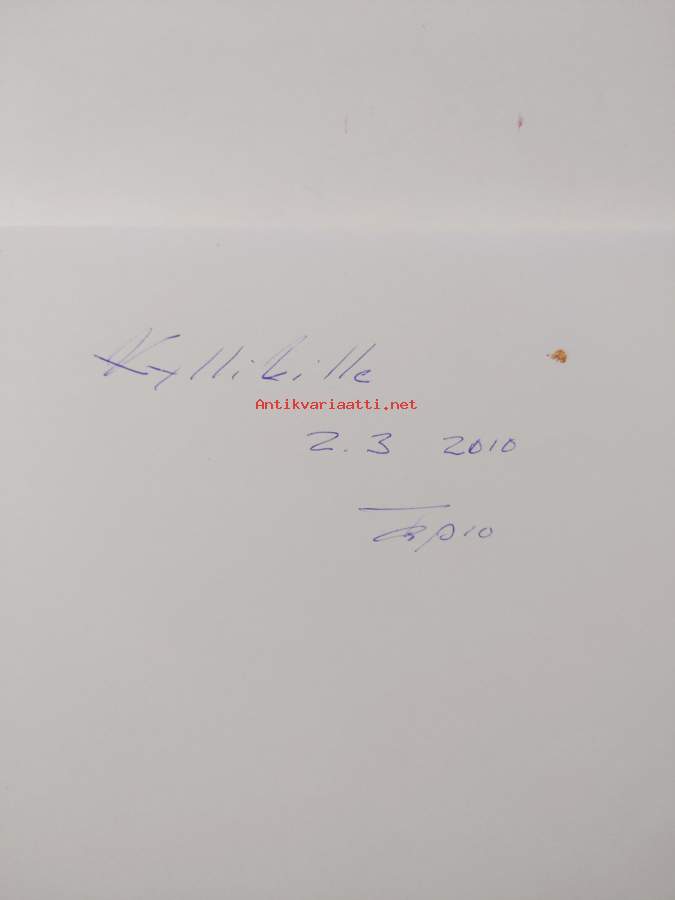 Kyllikille
Antikvariaatti.net
2.3 2010
Tapio